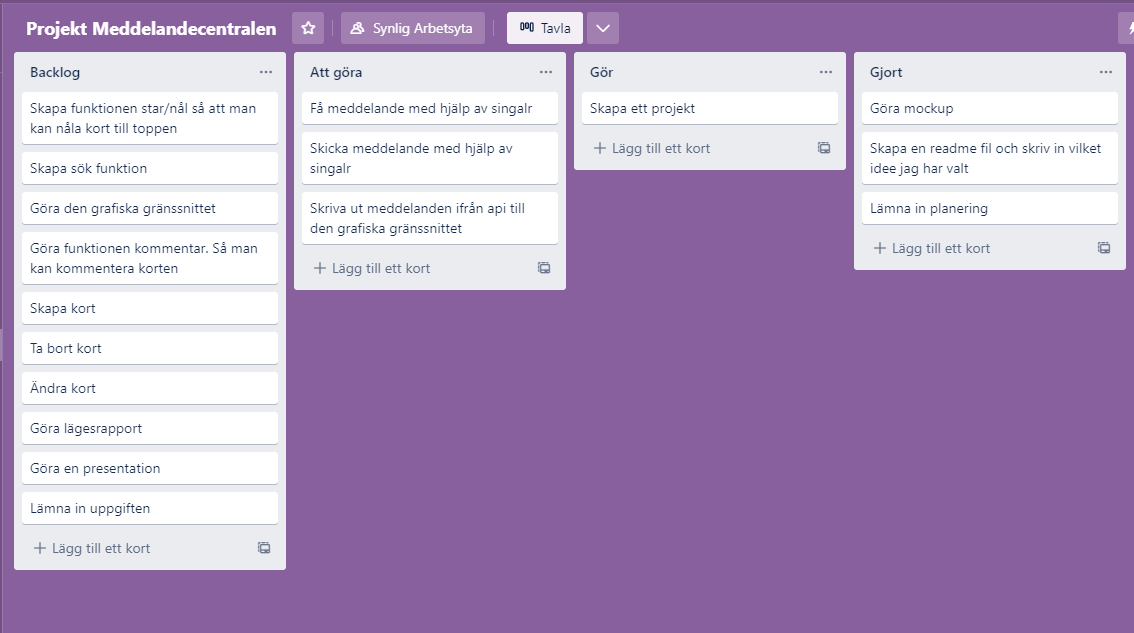 Projekt Meddelandecentralen
Synlig Arbetsyta
Tavla
Backlog
Skapa funktionen star/nål så att man
kan nåla kort till toppen
Skapa sök funktion
Göra den grafiska gränssnittet
Göra funktionen kommentar. Så man
kan kommentera korten
Skapa kort
Ta bort kort
Ändra kort
Göra lägesrapport
Göra en presentation
Lämna in uppgiften
Lägg till ett kort
Att göra
Få meddelande med hjälp av singalr
Skicka meddelande med hjälp av
singalr
Skriva ut meddelanden ifrån api till
den grafiska gränssnittet
Lägg till ett kort
Gör
Skapa ett projekt
Lägg till ett kort
Gjort
Göra mockup
Skapa en readme fil och skriv in vilket
idee jag har valt
Lämna in planering
Lägg till ett kort